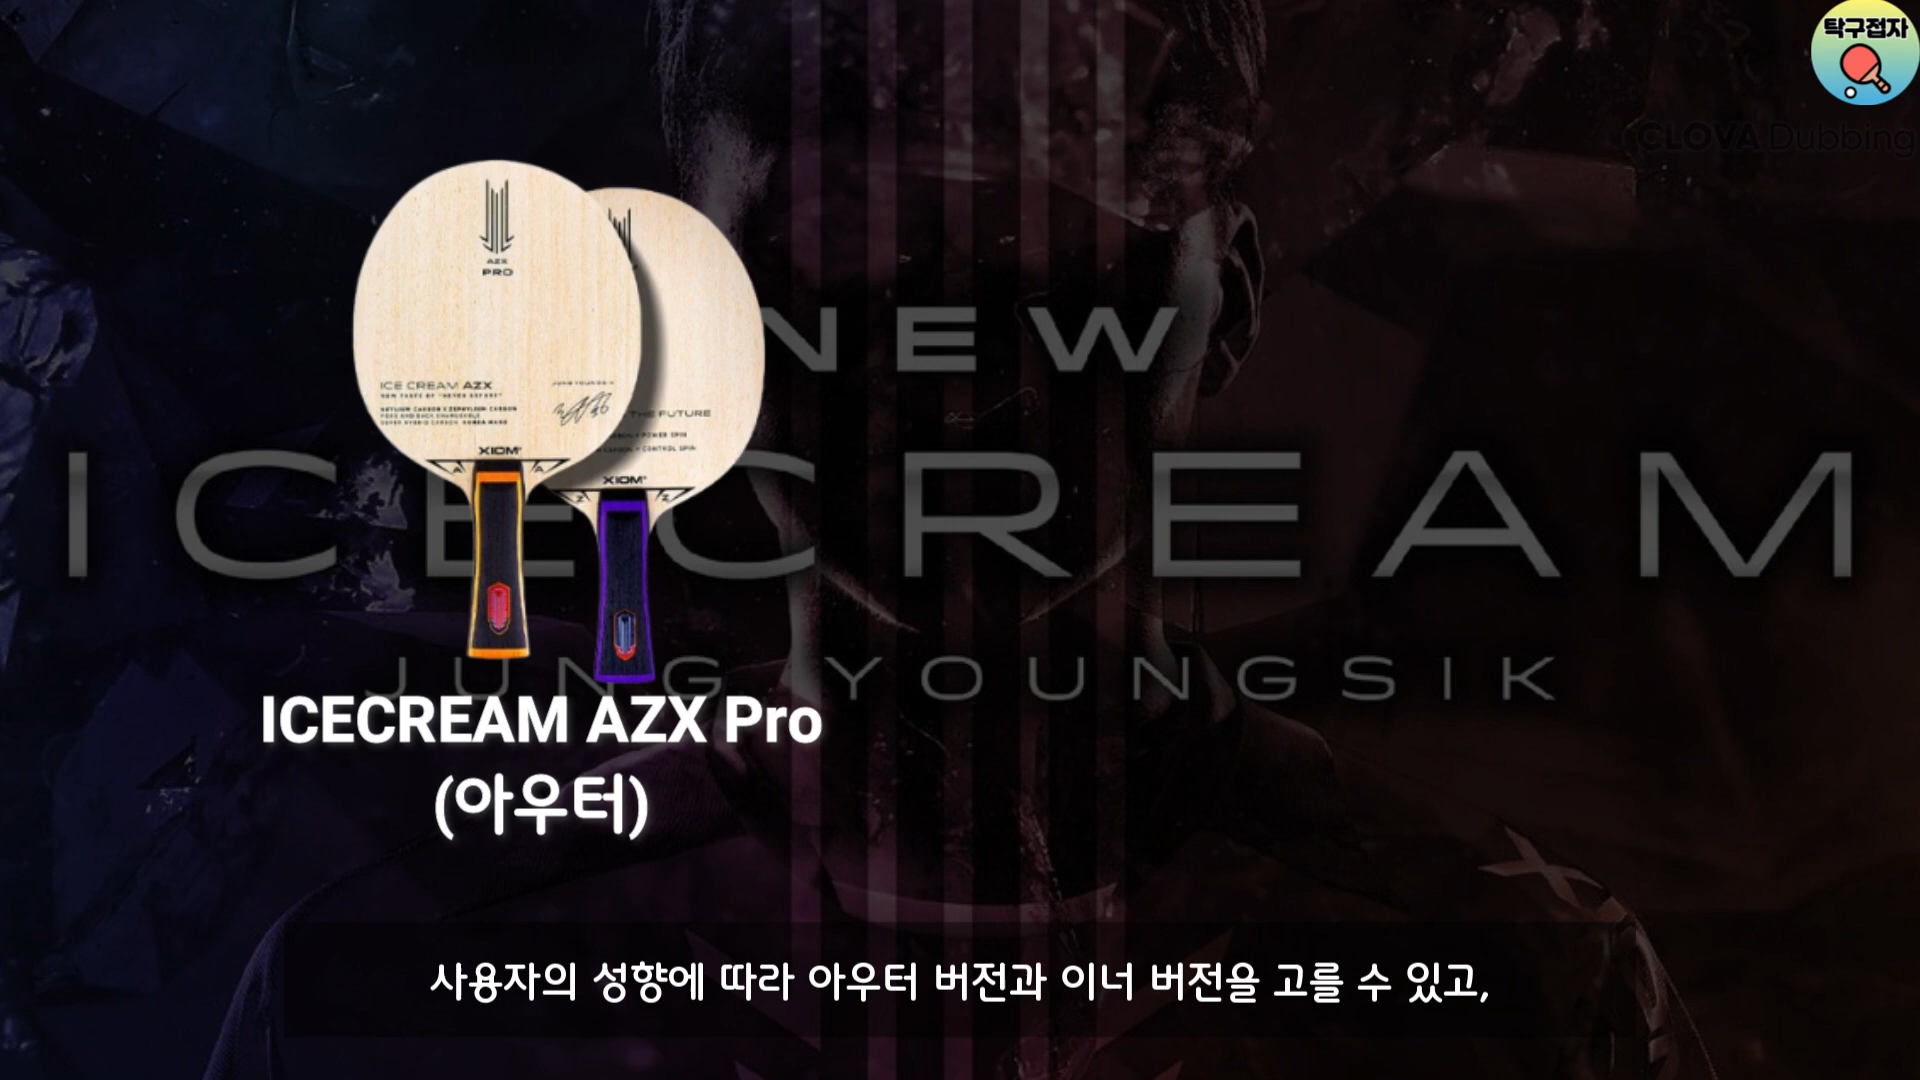 탁구접자
CLOVA Dubbing
AZX
PRO
NEW
ICE CREAM AZX
THE FUTURE
XIOM
XIOM
ICECREAM
JUNG YOUNGSIK
ICECREAM AZX Pro
(아우터)
사용자의 성향에 따라 아우터 버전과 이너 버전을 고를 수 있고,